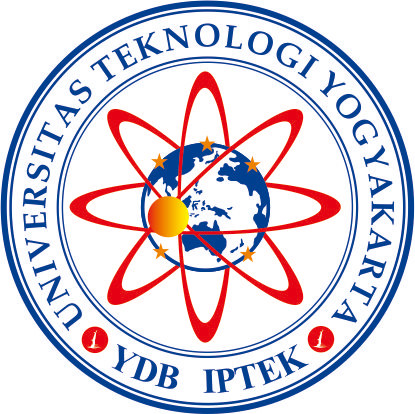 UNIVERSITAS TEKNOLOGI YOGYAKARTA
YDB IPTEK